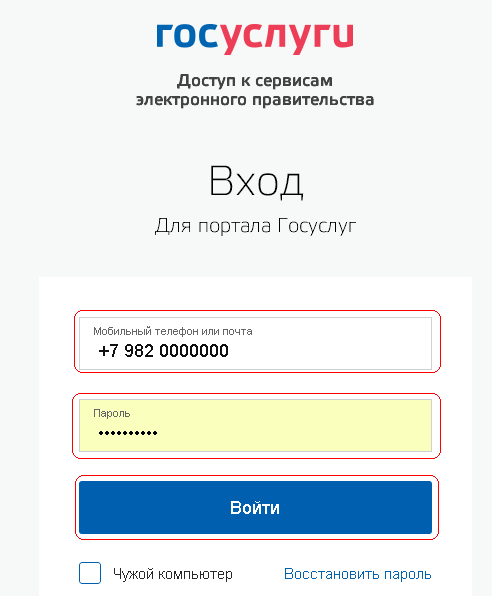 госуслуги
Доступ к сервисам
электронного правительства
Вход
Для портала Госуслуг
Мобильный телефон или почта
+7 982 0000000
Пароль
••••••••••
Войти
Чужой компьютер
Восстановить пароль